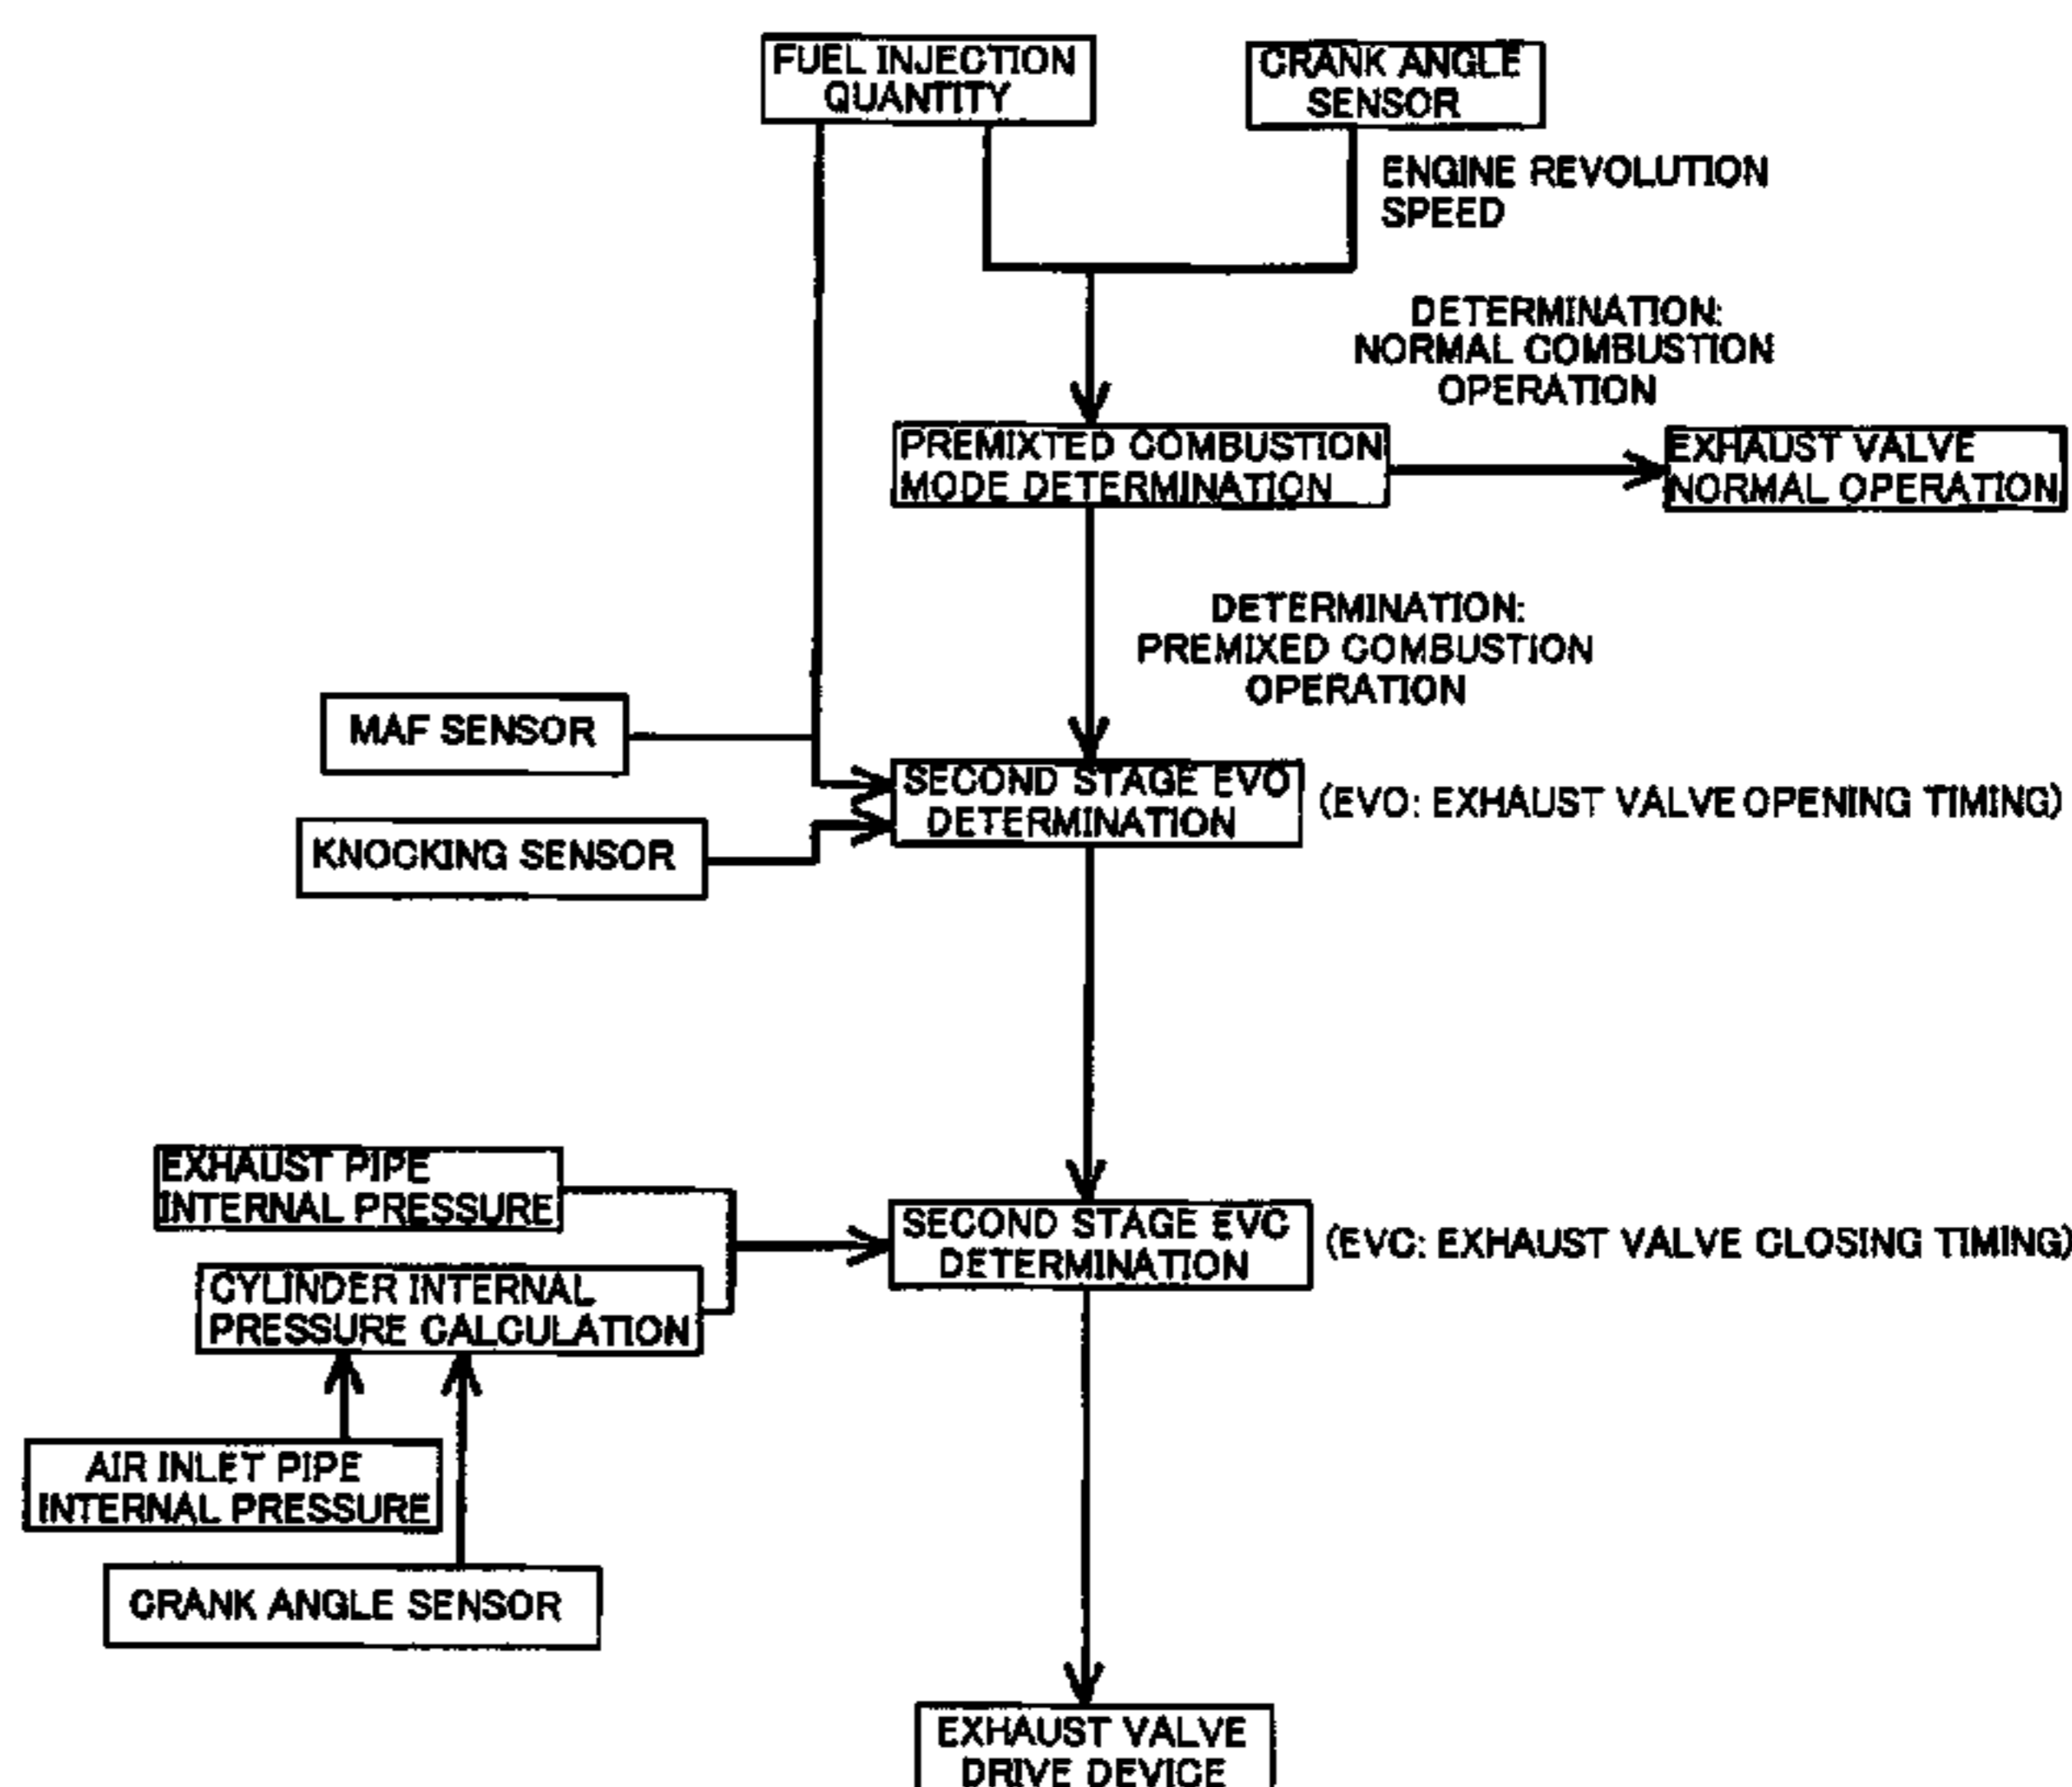 FUEL INJECTION
QUANTITY
CRANK ANGLE
SENSOR
ENGINE REVOLUTION
SPEED
DETERMINATION:
NORMAL COMBUSTION
OPERATION
PREMIXTED COMBUSTION
MODE DETERMINATION
EXHAUST VALVE
NORMAL OPERATION
DETERMINATION:
PREMIXED COMBUSTION
OPERATION
MAF SENSOR
SECOND STAGE EVO
DETERMINATION
(EVO: EXHAUST VALVE OPENING TIMING)
KNOCKING SENSOR
EXHAUST PIPE
INTERNAL PRESSURE
SECOND STAGE EVC
DETERMINATION
(EVC: EXHAUST VALVE CLOSING TIMING)
CYLINDER INTERNAL
PRESSURE CALCULATION
AIR INLET PIPE
INTERNAL PRESSURE
CRANK ANGLE SENSOR
EXHAUST VALVE
DRIVE DEVICE